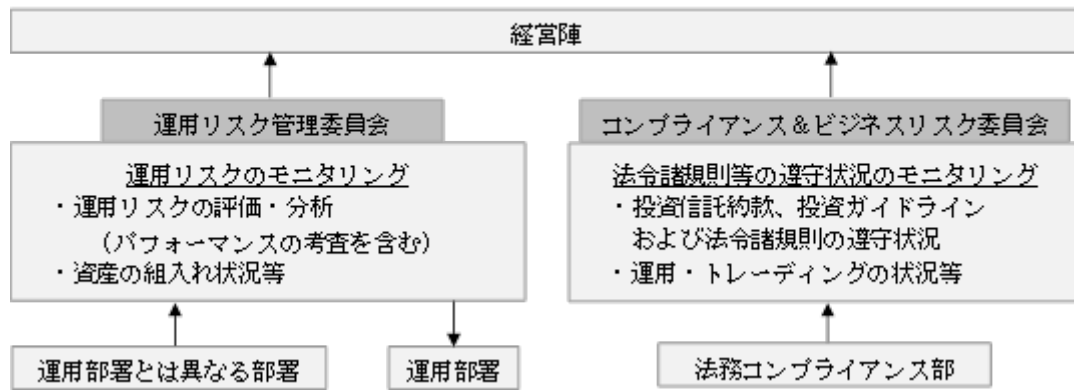 経営陣
運用リスク管理委員会
運用リスクのモニタリング
・運用リスクの評価・分析
（パフォーマンスの考査を含む）
・資産の組入れ状況等
運用部署とは異なる部署
運用部署
コンプライアンス＆ビジネスリスク委員会
法令諸規則等の遵守状況のモニタリング
・投資信託約款、投資ガイドライン
および法令諸規則の遵守状況
・運用・トレーディングの状況等
法務コンプライアンス部